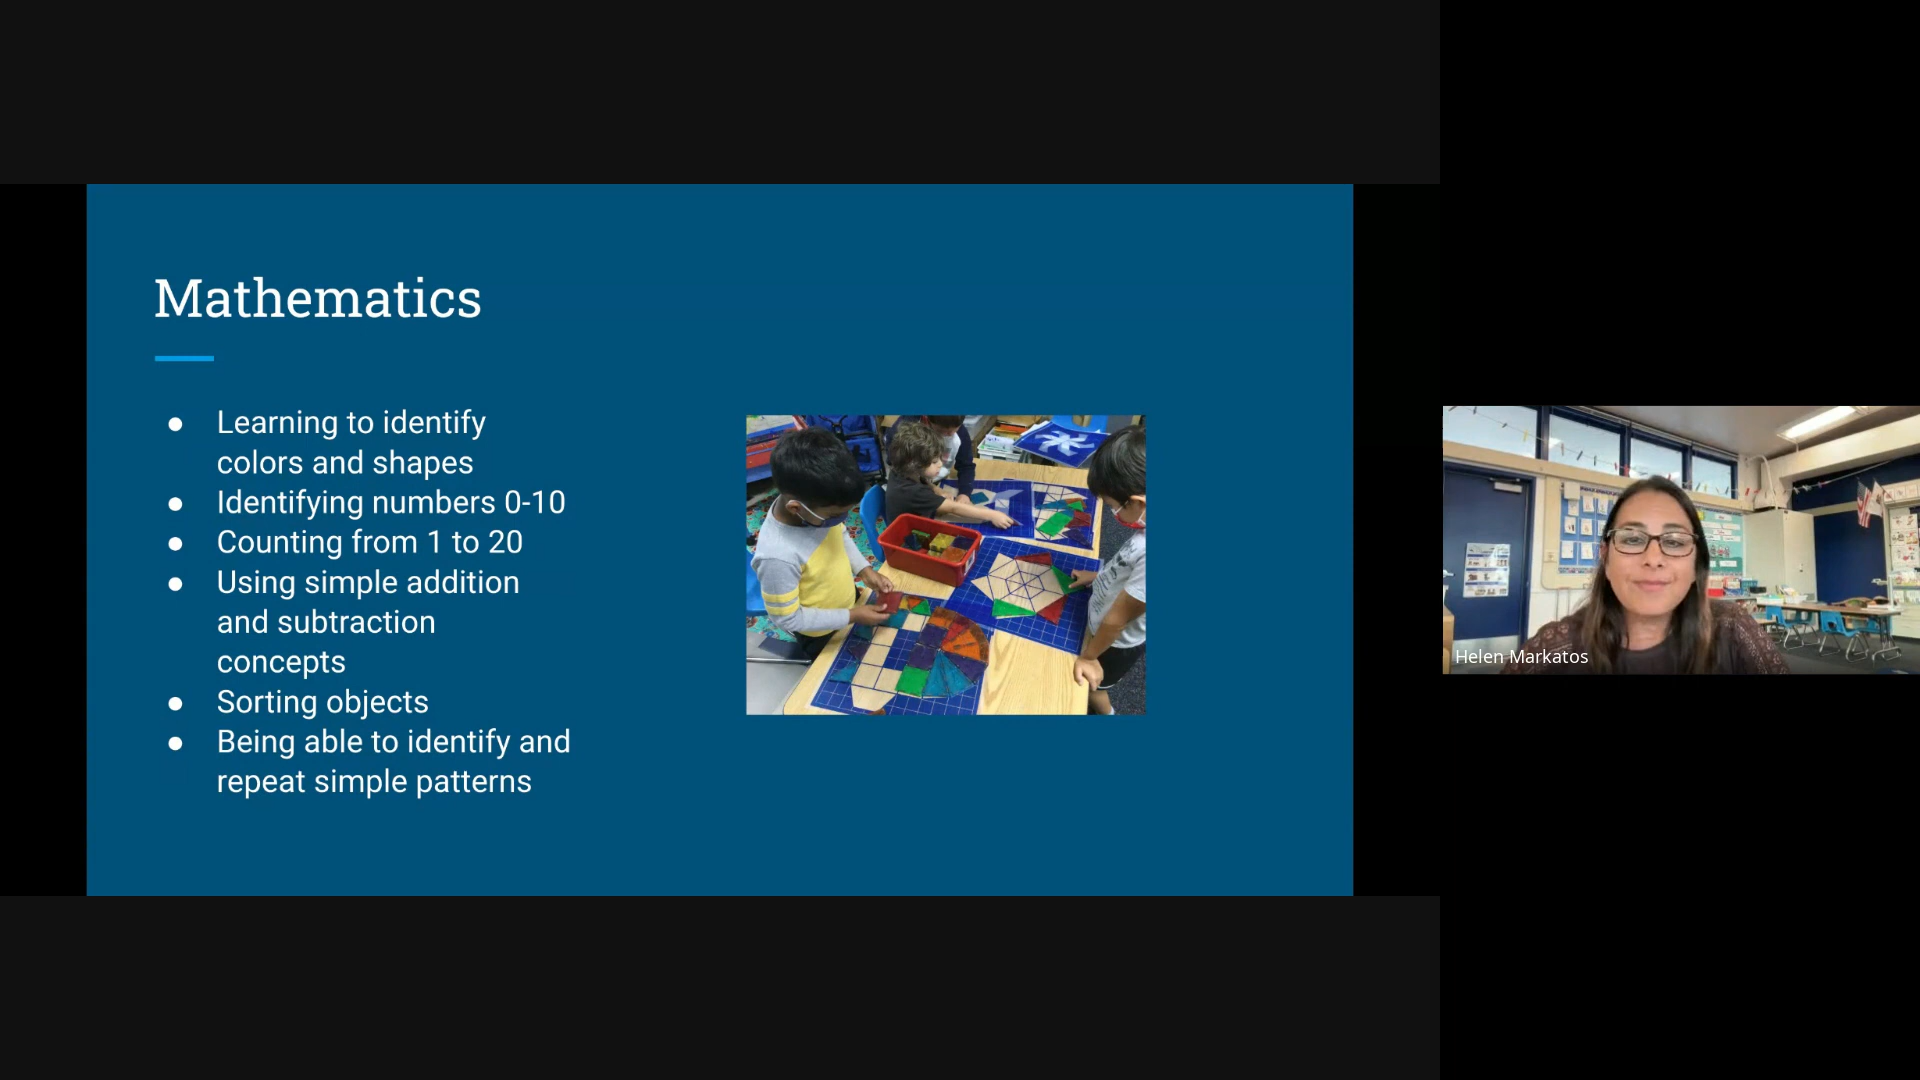 Mathematics
● Learning to identify
colors and shapes
● Identifying numbers 0-10
● Counting from 1 to 20
● Using simple addition
and subtraction
concepts
● Sorting objects
● Being able to identify and
repeat simple patterns
Helen Markatos